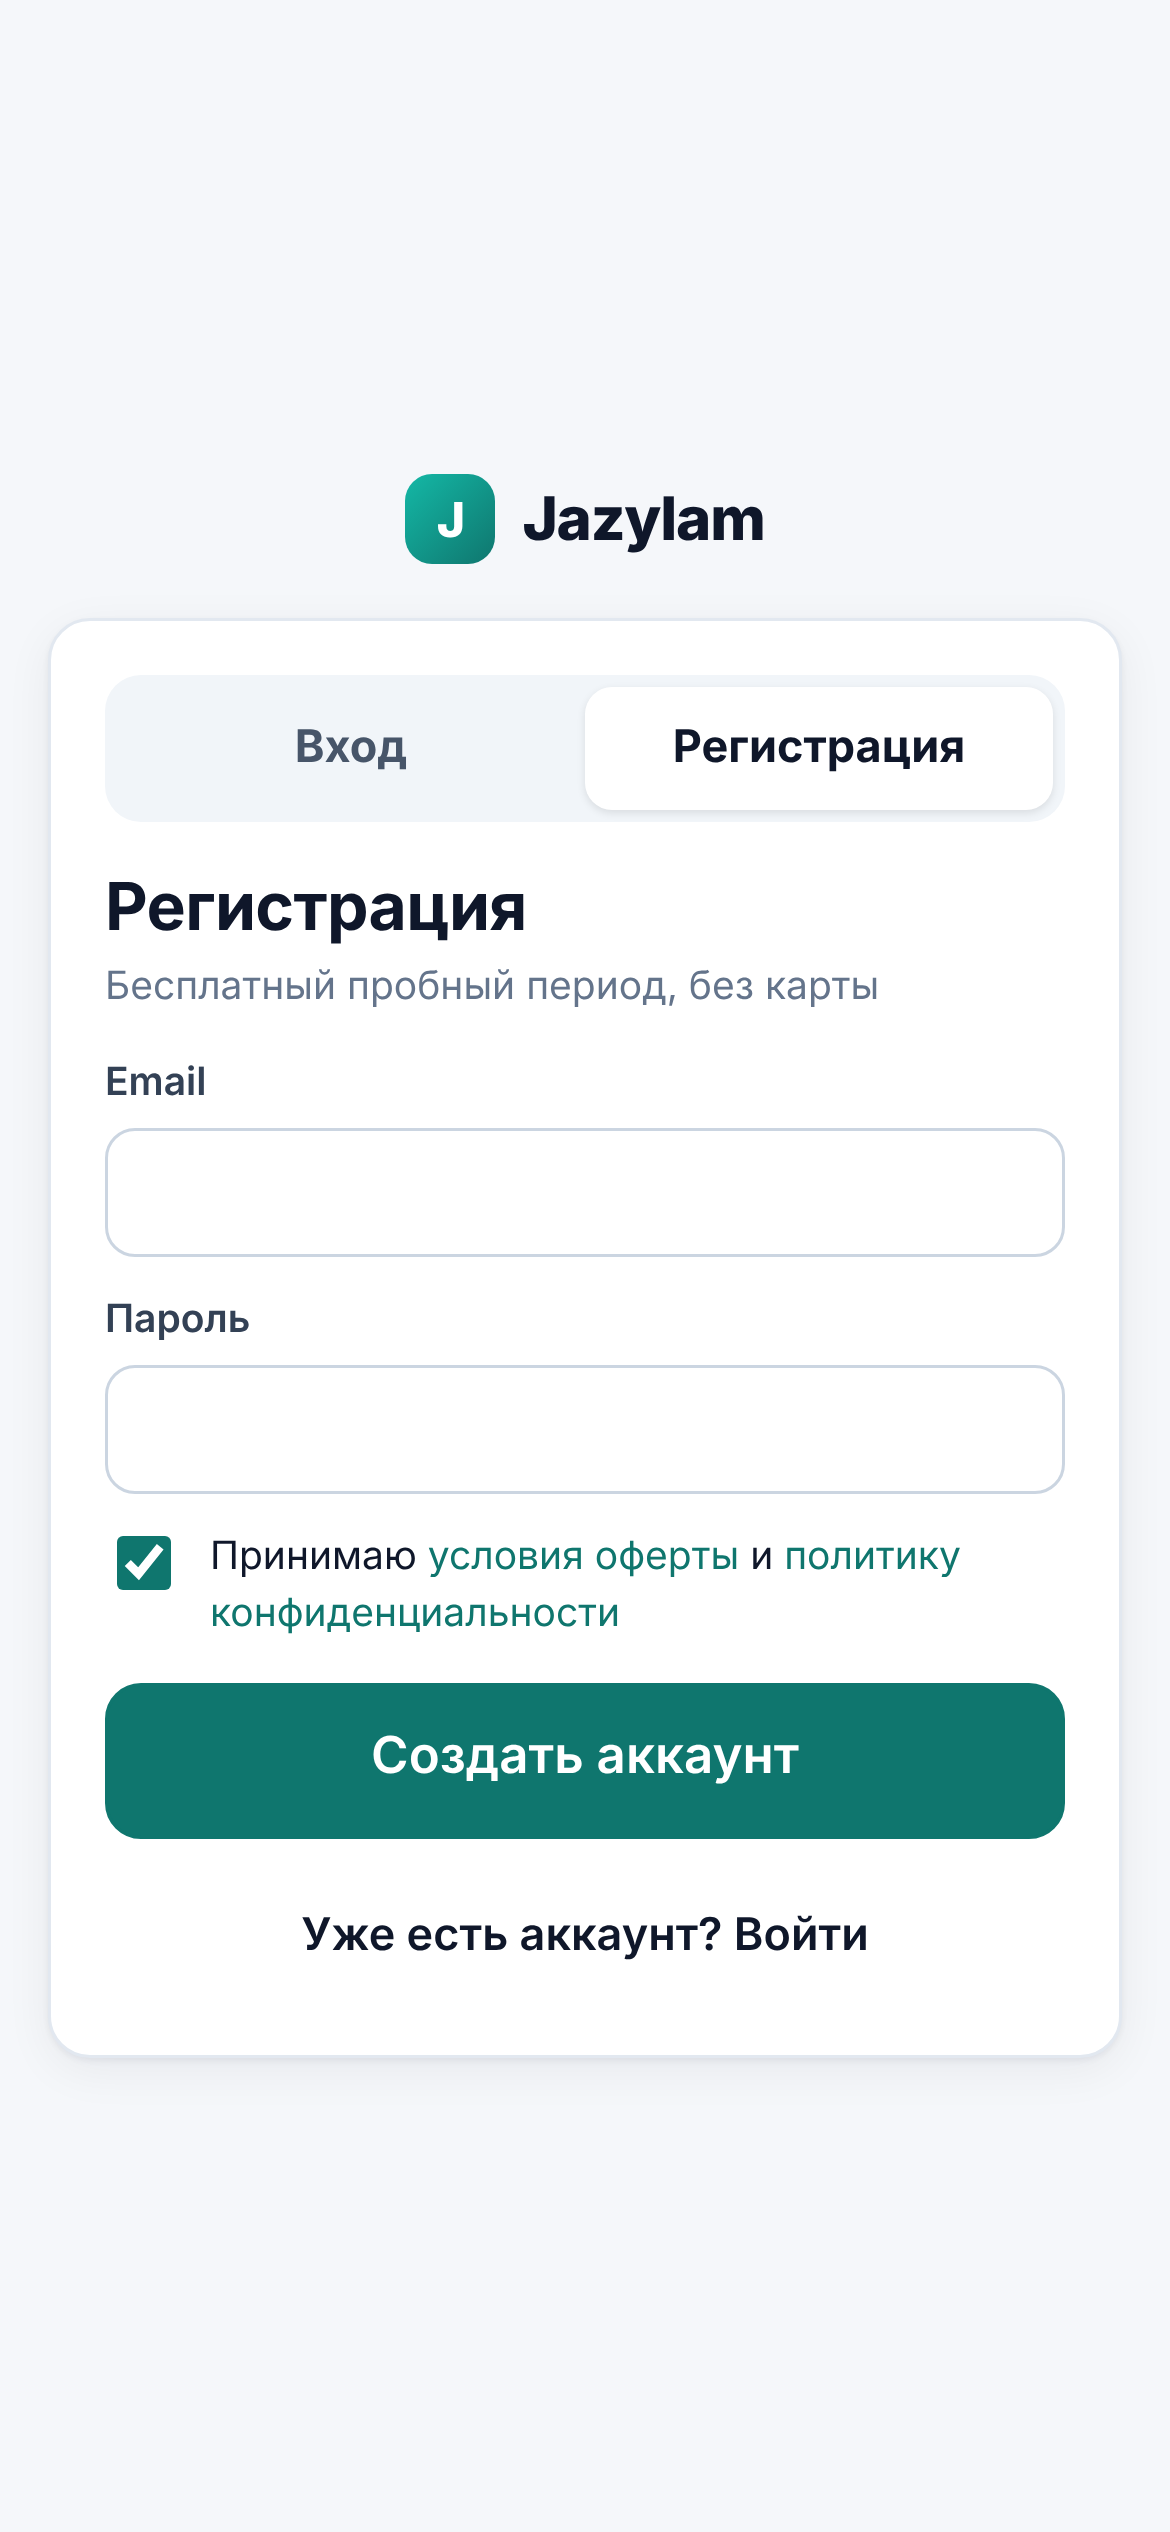 J Jazylam
Вход Регистрация
Регистрация
Бесплатный пробный период, без карты
Email
Пароль
Принимаю условия оферты и политику
конфиденциальности
Создать аккаунт
Уже есть аккаунт? Войти